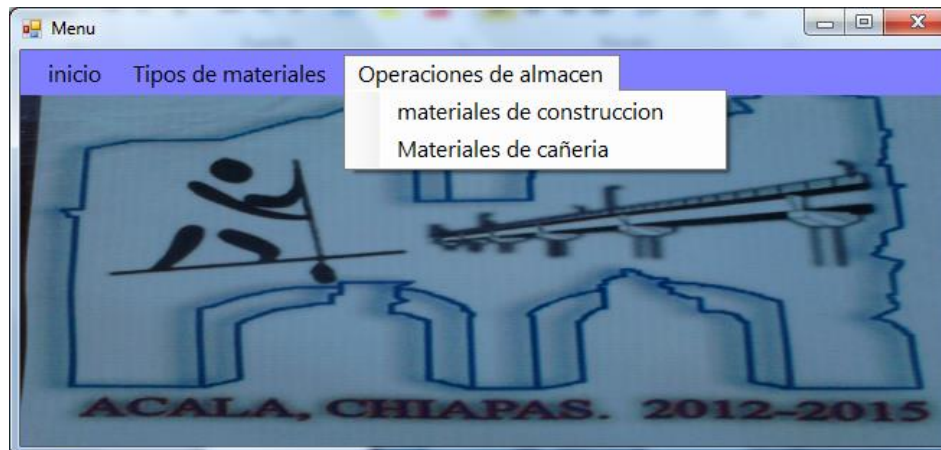 Menu
inicio Tipos de materiales Operaciones de almacen
materiales de construccion
Materiales de cañeria
ACALA, CHIAPAS. 2012-2015